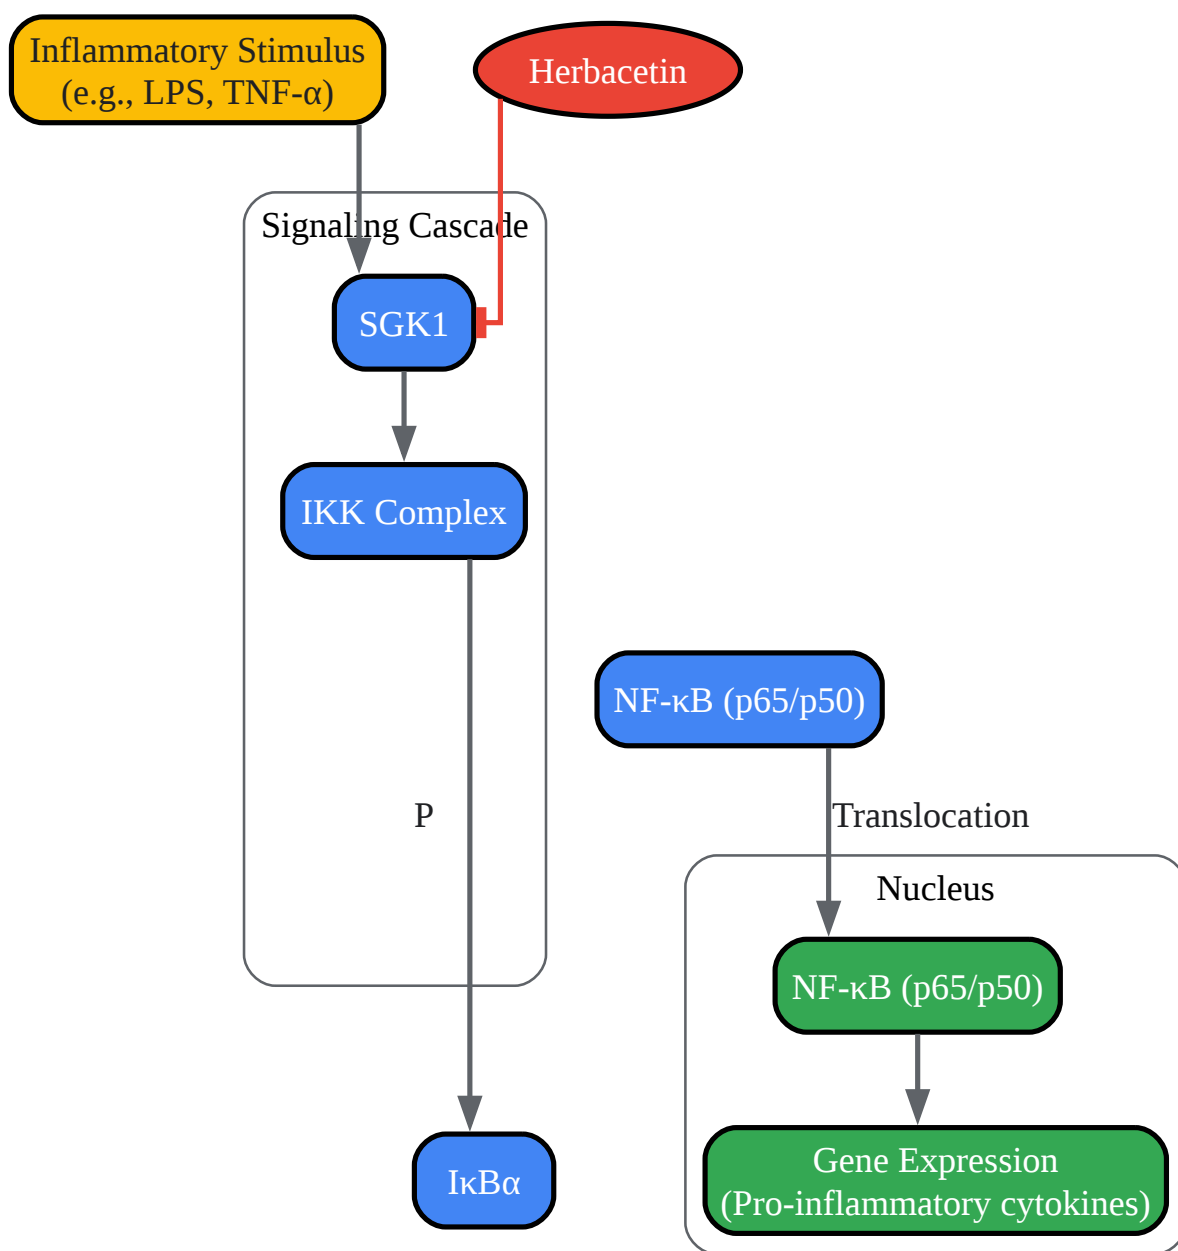 Inflammatory Stimulus
(e.g., LPS, TNF-α)
Herbacetin
Signaling Cascade
SGK1
IKK Complex
NF-κB (p65/p50)
P
Translocation
Nucleus
NF-κB (p65/p50)
IκBα
Gene Expression
(Pro-inflammatory cytokines)